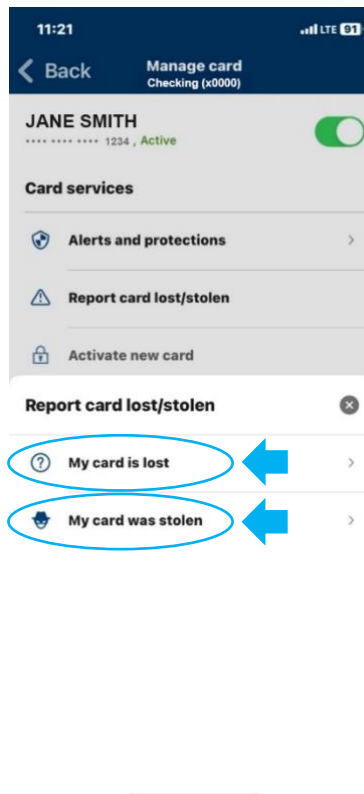 11:21
LTE 91
Back
Manage card
Checking (x0000)
JANE SMITH
•••• •••• •••• 1234 , Active
Card services
Alerts and protections
Report card lost/stolen
Activate new card
Report card lost/stolen
My card is lost
My card was stolen